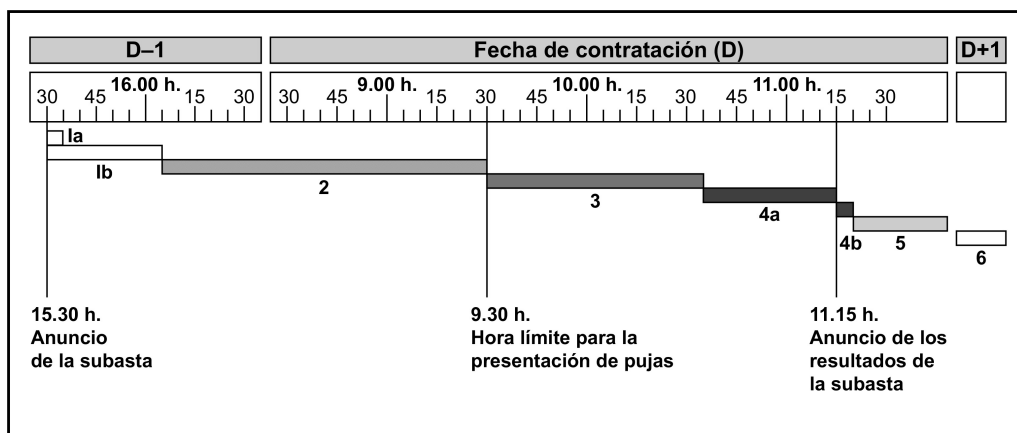 D–1
Fecha de contratación (D)
D+1
16.00 h.
9.00 h.
10.00 h.
11.00 h.
30 45 15 30
30 45 15 30 45 15 30 45 15 30
Ia
Ib
2
3
4a
4b
5
6
15.30 h.
Anuncio
de la subasta
9.30 h.
Hora límite para la
presentación de pujas
11.15 h.
Anuncio de los
resultados de
la subasta